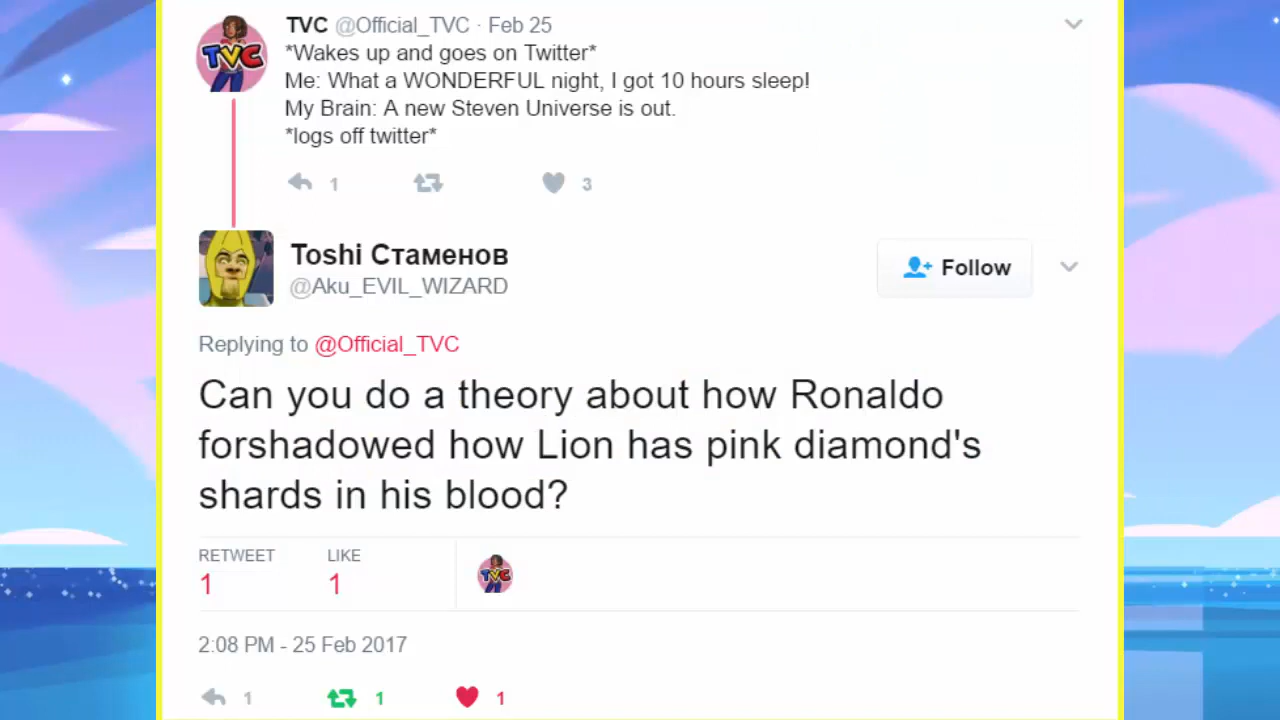 TVC @Official_TVC · Feb 25
*Wakes up and goes on Twitter*
Me: What a WONDERFUL night, I got 10 hours sleep!
My Brain: A new Steven Universe is out.
*logs off twitter*
1 3
TVC
Toshi Стаменов
@Aku_EVIL_WIZARD
Follow
Replying to @Official_TVC
Can you do a theory about how Ronaldo
forshadowed how Lion has pink diamond's
shards in his blood?
RETWEET LIKE
1 1
TVC
2:08 PM - 25 Feb 2017
1 1 1